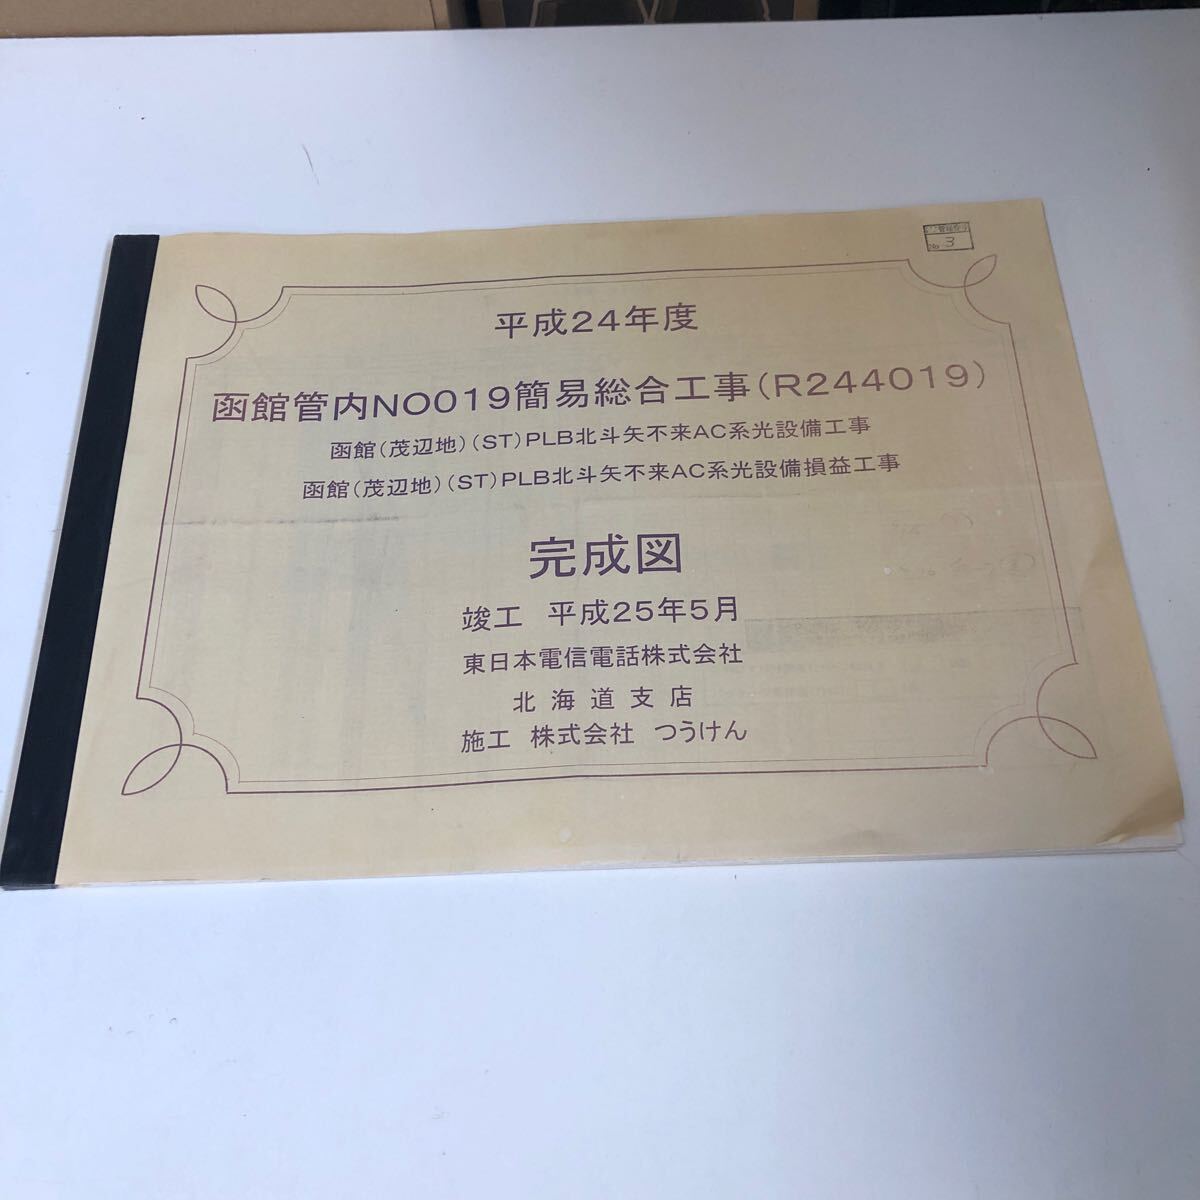 No 3
平成24年度
函館管内NO019簡易総合工事(R244019)
函館(茂辺地)(ST)PLB北斗矢不来AC系光設備工事
函館(茂辺地)(ST)PLB北斗矢不来AC系光設備損益工事
完成図
竣工 平成25年5月
東日本電信電話株式会社
北海道支店
施工 株式会社 つうけん